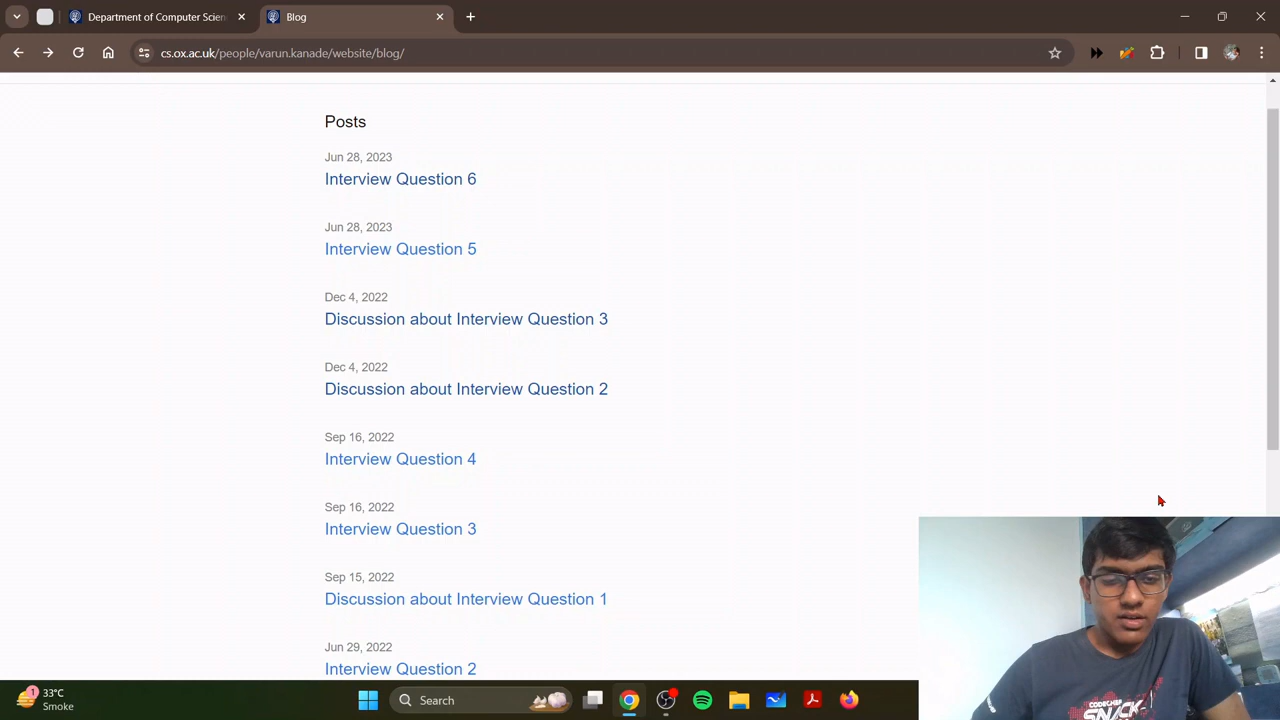 Department of Computer Scien
Blog
cs.ox.ac.uk/people/varun.kanade/website/blog/
Posts
Jun 28, 2023
Interview Question 6
Jun 28, 2023
Interview Question 5
Dec 4, 2022
Discussion about Interview Question 3
Dec 4, 2022
Discussion about Interview Question 2
Sep 16, 2022
Interview Question 4
Sep 16, 2022
Interview Question 3
Sep 15, 2022
Discussion about Interview Question 1
Jun 29, 2022
Interview Question 2
CODECHEF
SNACK
1
33°C
Smoke
Search